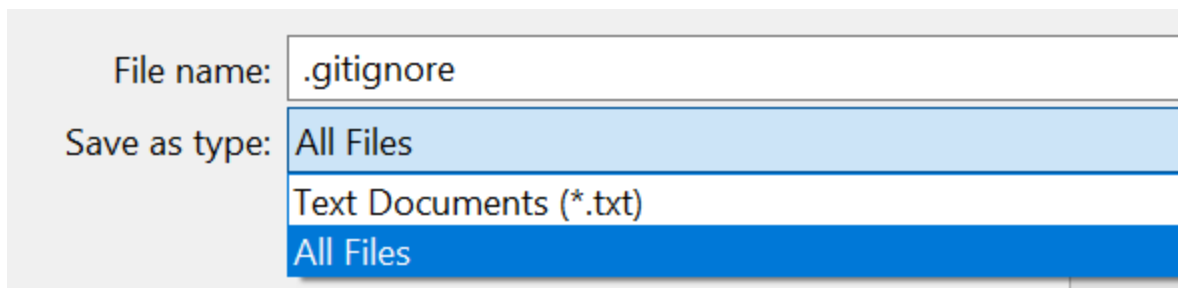 File name: .gitignore
Save as type: All Files
Text Documents (*.txt)
All Files